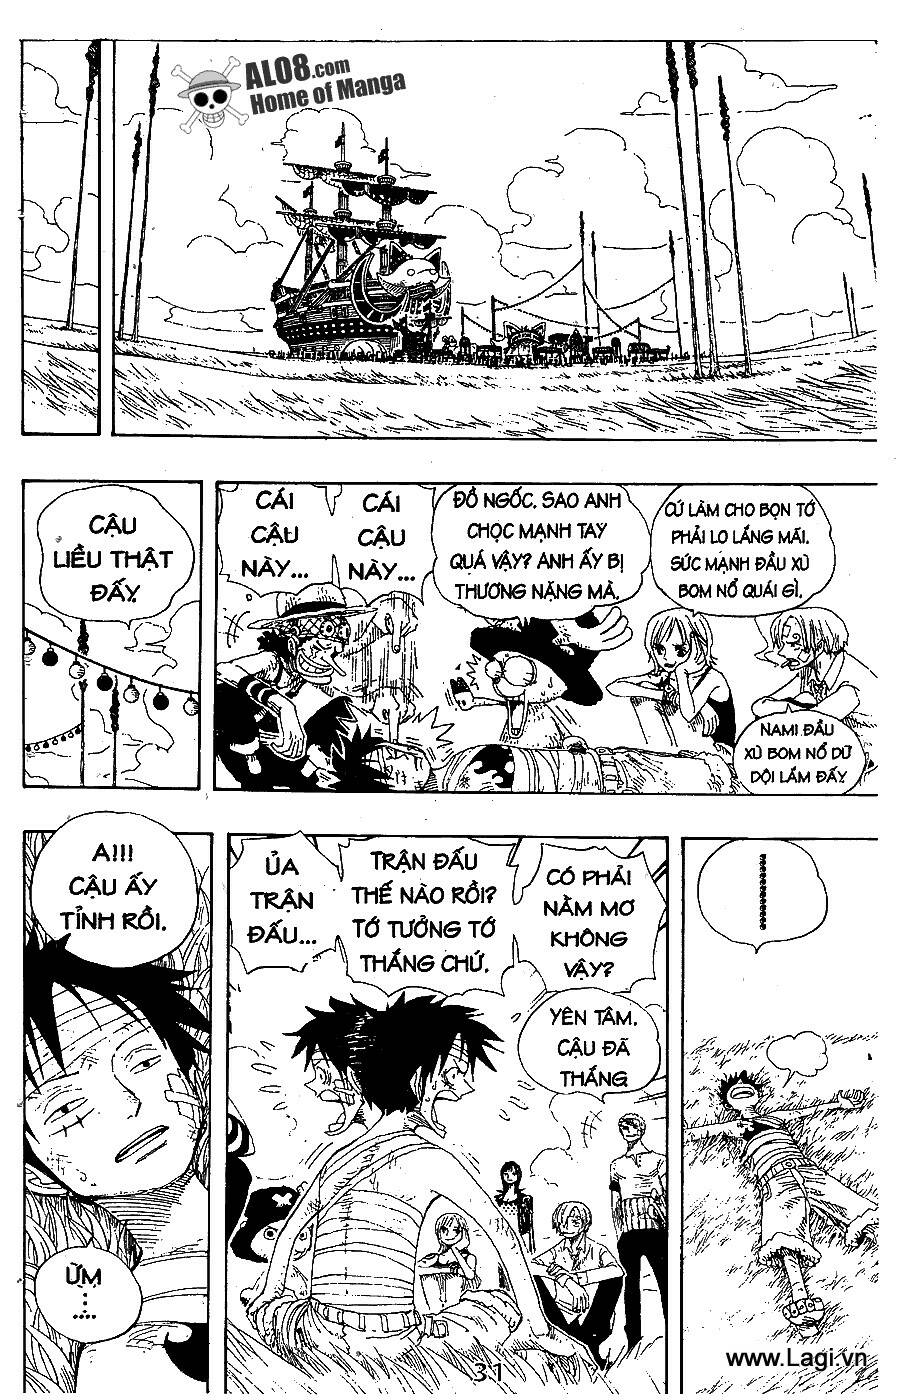 AL08.com
Home of Manga
CẬU
LIỀU THẬT
ĐẤY.
CÁI
CẬU
NÀY...
CÁI
CẬU
NÀY...
ĐỒ NGỐC. SAO ANH
CHỌC MẠNH TAY
QUÁ VẬY? ANH ẤY BỊ
THƯƠNG NẶNG MÀ.
CỨ LÀM CHO BỌN TỚ
PHẢI LO LẮNG MÃI.
SỨC MẠNH ĐẦU XÙ
BOM NỔ QUÁI GÌ.
NAMI ĐẦU
XÙ BOM NỔ DỮ
DỘI LẮM ĐẤY
A!!!
CẬU ẤY
TỈNH RỒI.
ỪM
.....
ỦA
TRẬN
ĐẤU...
TRẬN ĐẤU
THẾ NÀO RỒI?
TỚ TƯỞNG TỚ
THẮNG CHỨ.
CÓ PHẢI
NẰM MƠ
KHÔNG
VẬY?
YÊN TÂM.
CẬU ĐÃ
THẮNG
31
www.Lagi.vn